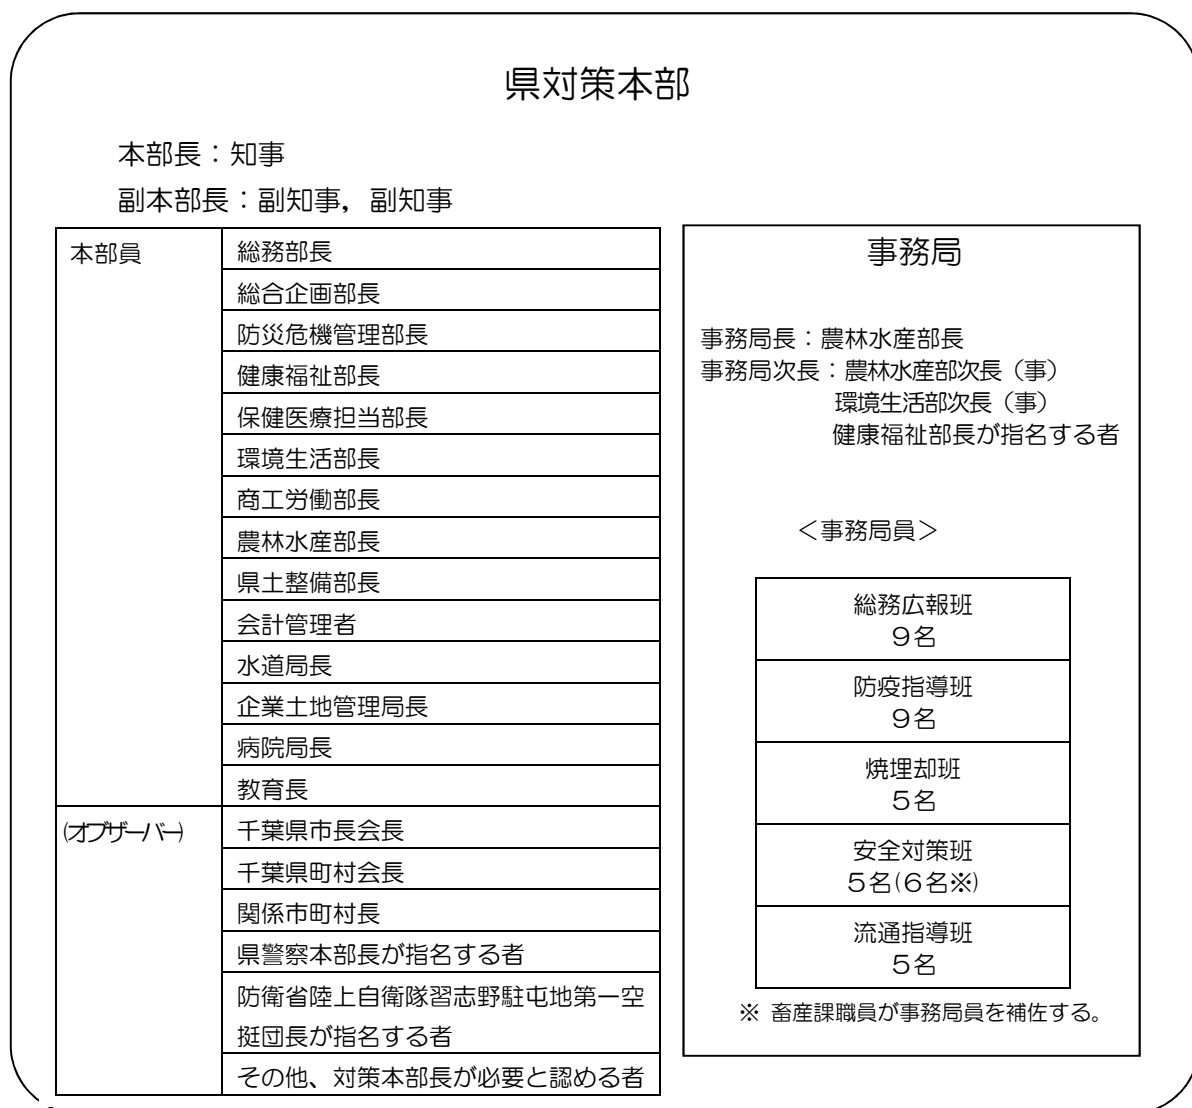 県対策本部
本部長：知事
副本部長：副知事，副知事
本部員
総務部長
総合企画部長
防災危機管理部長
健康福祉部長
保健医療担当部長
環境生活部長
商工労働部長
農林水産部長
県土整備部長
会計管理者
水道局長
企業土地管理局長
病院局長
教育長
(オブザーバー)
千葉県市長会長
千葉県町村会長
関係市町村長
県警察本部長が指名する者
防衛省陸上自衛隊習志野駐屯地第一空
挺団長が指名する者
その他、対策本部長が必要と認める者
事務局
事務局長：農林水産部長
事務局次長：農林水産部次長（事）
環境生活部次長（事）
健康福祉部長が指名する者
＜事務局員＞
総務広報班
９名
防疫指導班
９名
焼埋却班
５名
安全対策班
５名(６名※)
流通指導班
５名
※ 畜産課職員が事務局員を補佐する。